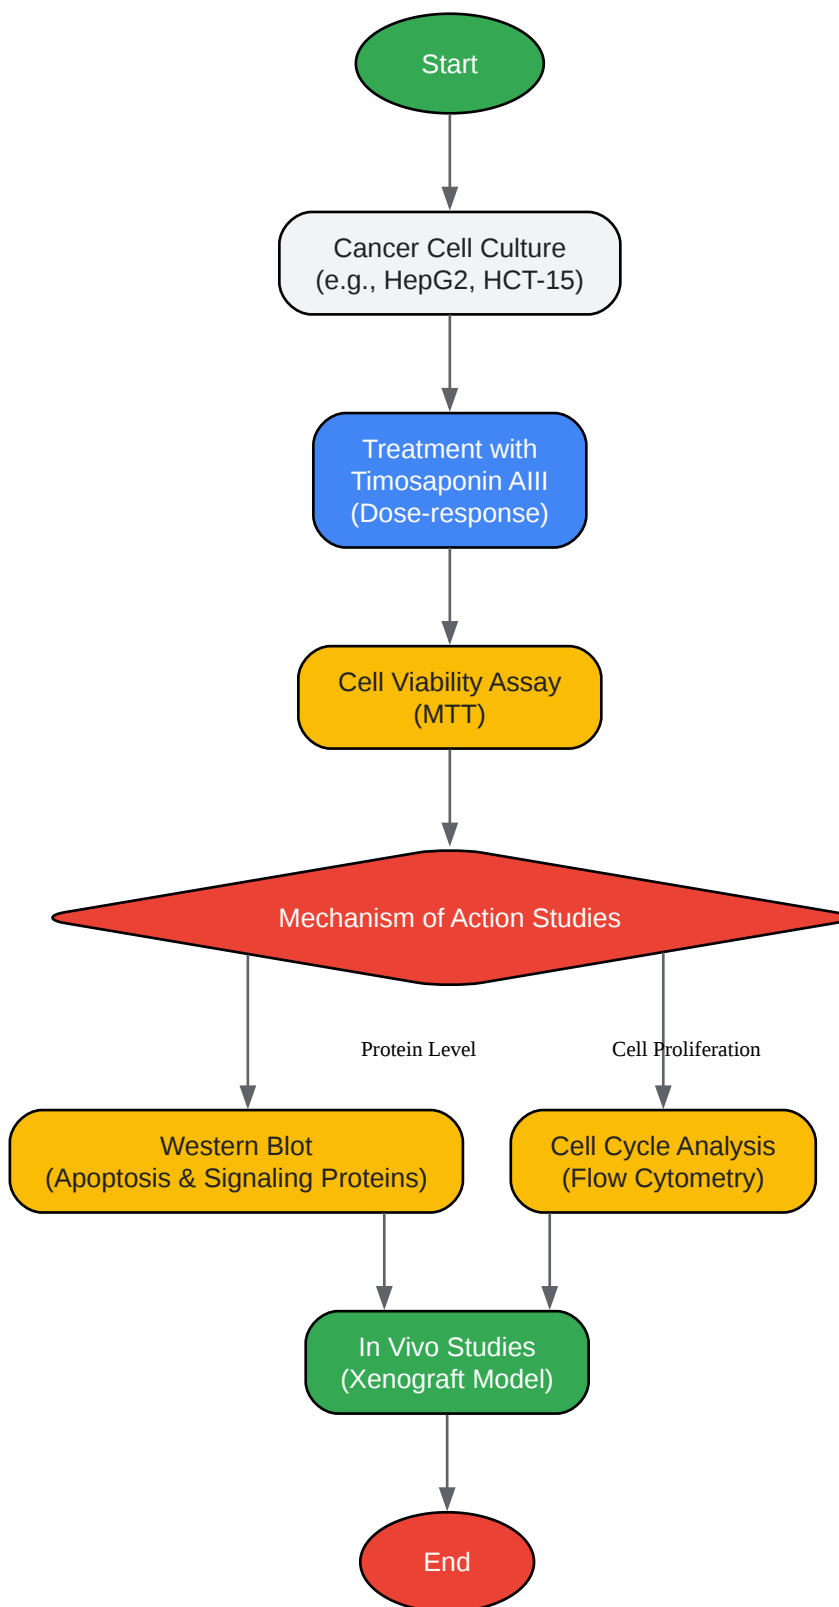 Start
Cancer Cell Culture
(e.g., HepG2, HCT-15)
Treatment with
Timosaponin AIII
(Dose-response)
Cell Viability Assay
(MTT)
Mechanism of Action Studies
Protein Level
Cell Proliferation
Western Blot
(Apoptosis & Signaling Proteins)
Cell Cycle Analysis
(Flow Cytometry)
In Vivo Studies
(Xenograft Model)
End